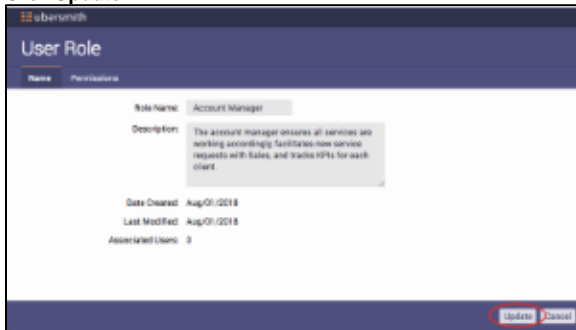 ubersmith
User Role
Name Permissions
Role Name: Account Manager
Description: The account manager ensures all services are
working accordingly, facilitates new service
requests with Sales, and tracks KPIs for each
client.
Date Created: Aug/01/2018
Last Modified: Aug/01/2018
Associated Users: 0
Update Cancel